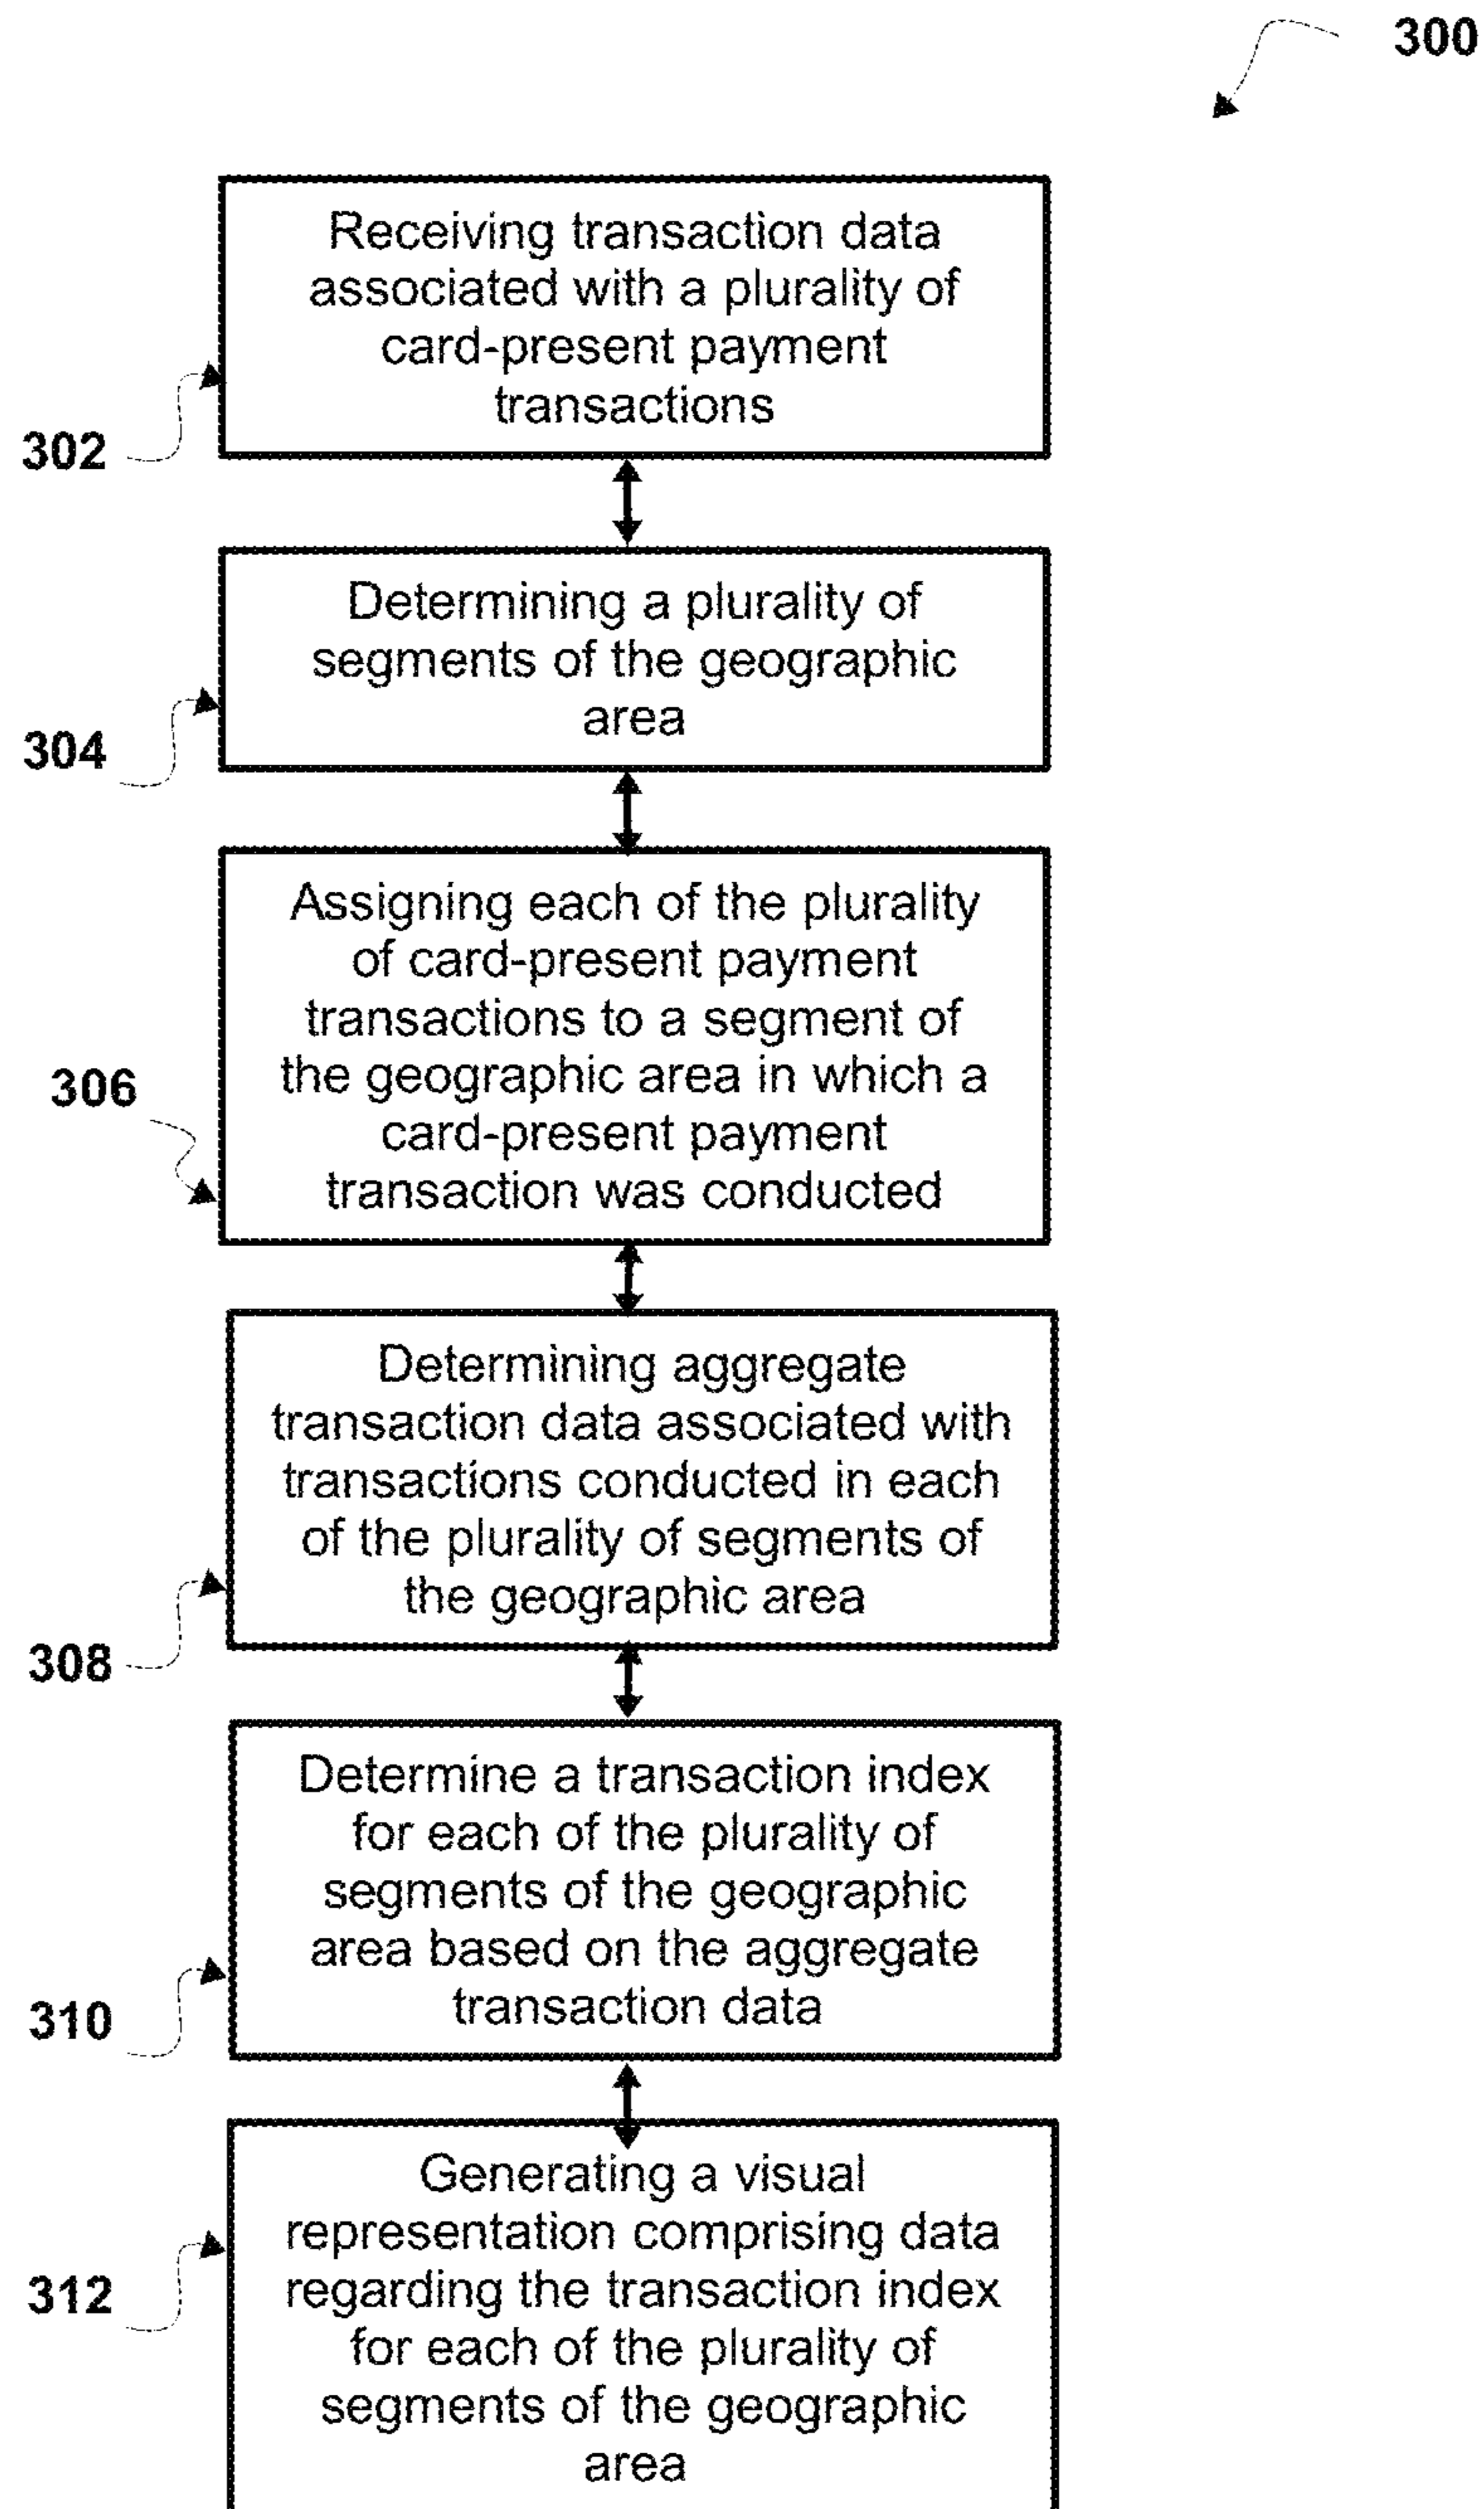 300
Receiving transaction data
associated with a plurality of
card-present payment
transactions
302
Determining a plurality of
segments of the geographic
area
304
Assigning each of the plurality
of card-present payment
transactions to a segment of
the geographic area in which a
card-present payment
transaction was conducted
306
Determining aggregate
transaction data associated with
transactions conducted in each
of the plurality of segments of
the geographic area
308
Determine a transaction index
for each of the plurality of
segments of the geographic
area based on the aggregate
transaction data
310
Generating a visual
representation comprising data
regarding the transaction index
for each of the plurality of
segments of the geographic
area
312